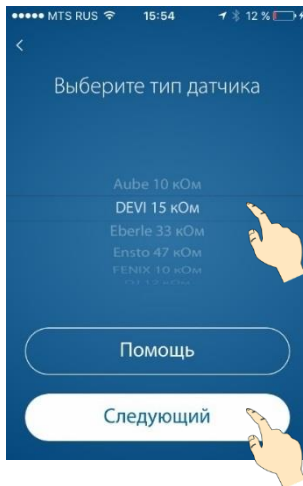 MTS RUS 15:54 12 %
Выберите тип датчика
Aube 10 кОм
DEVI 15 кОм
Eberle 33 кОм
Ensto 47 кОм
FENIX 10 кОм
Помощь
Следующий